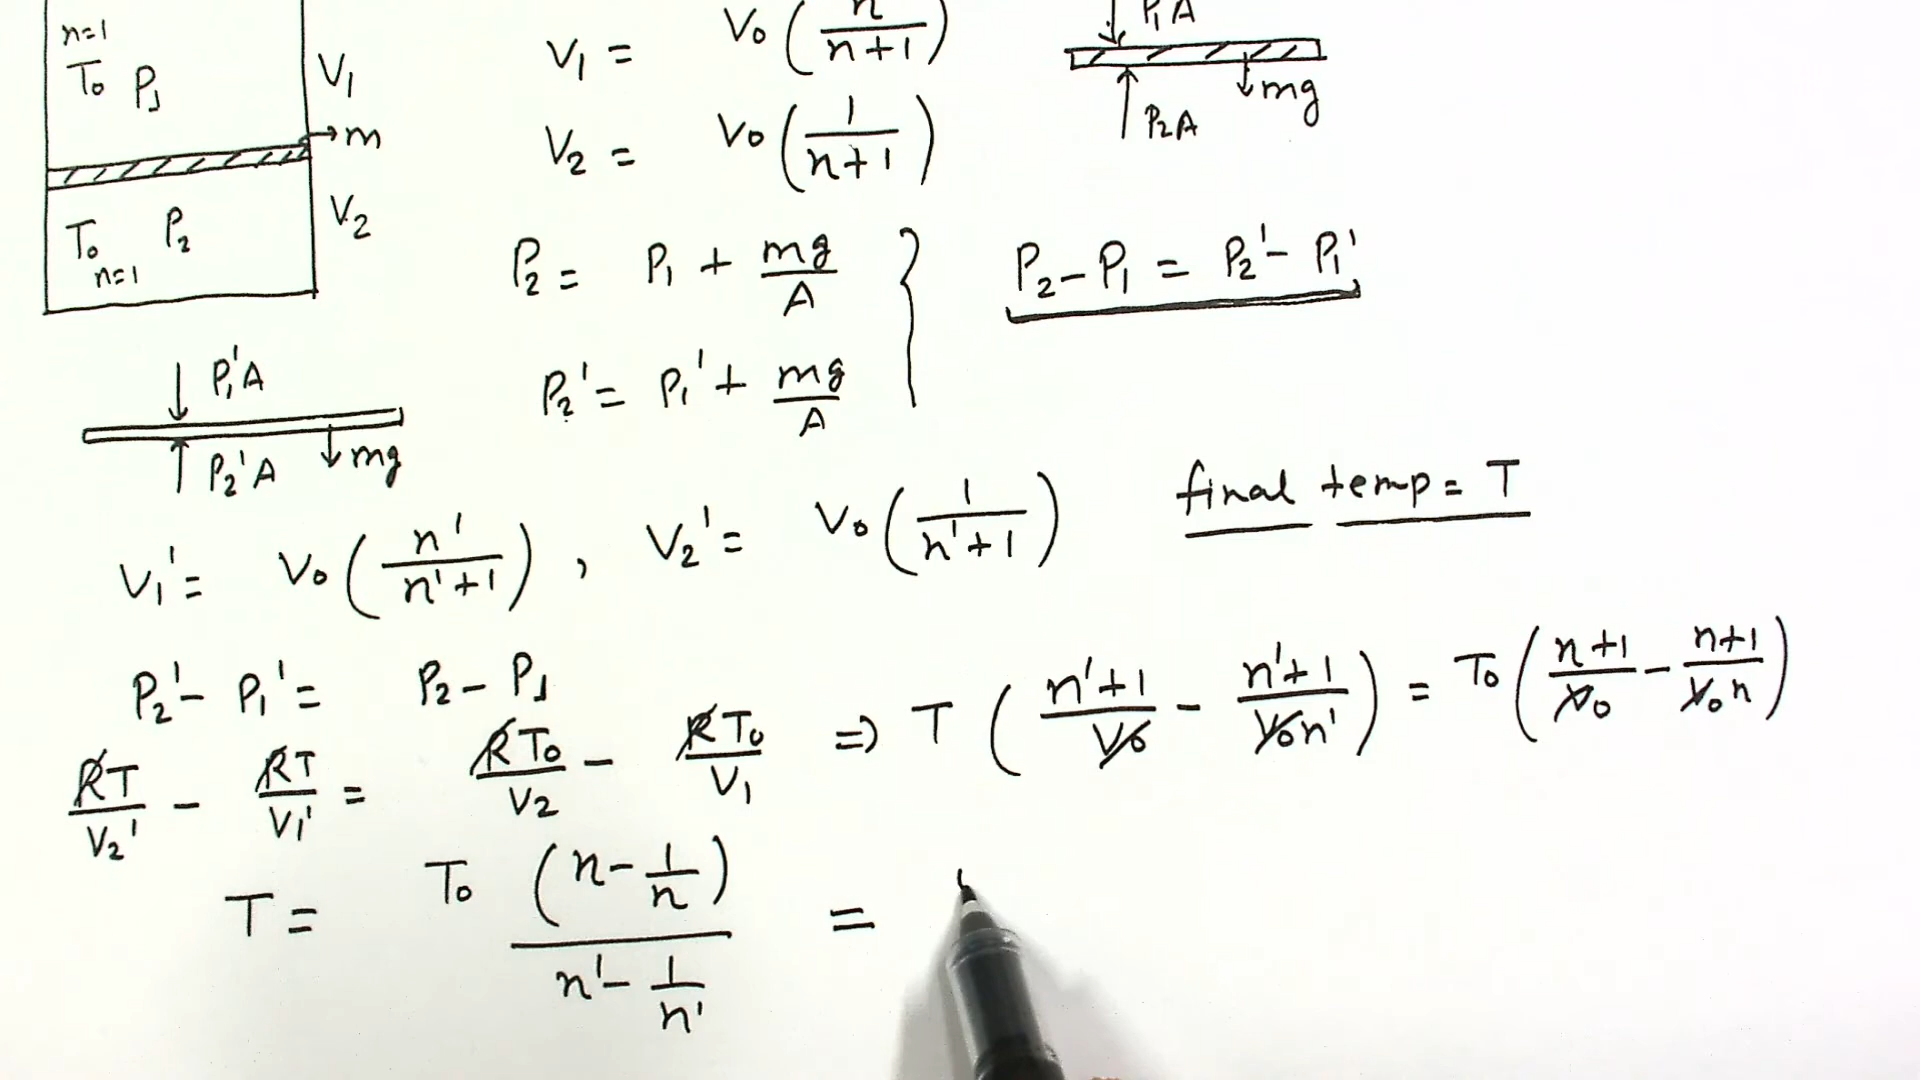 n=1
T₀ P₁ V₁
→m
T₀ P₂ V₂
n=1
V₁ = V₀(n/(n+1))
V₂ = V₀(1/(n+1))
P₁A
mg
P₂A
P₂ = P₁ + mg/A
P₂' = P₁' + mg/A
P₂ - P₁ = P₂' - P₁'
P₁'A
P₂'A mg
final temp = T
V₁' = V₀(n'/(n'+1)), V₂' = V₀(1/(n'+1))
P₂' - P₁' = P₂ - P₁
RT/V₂' - RT/V₁' = RT₀/V₂ - RT₀/V₁ ⇒ T((n'+1)/V₀ - (n'+1)/(V₀n')) = T₀((n+1)/V₀ - (n+1)/(V₀n))
T = T₀(n - 1/n)/(n' - 1/n') =